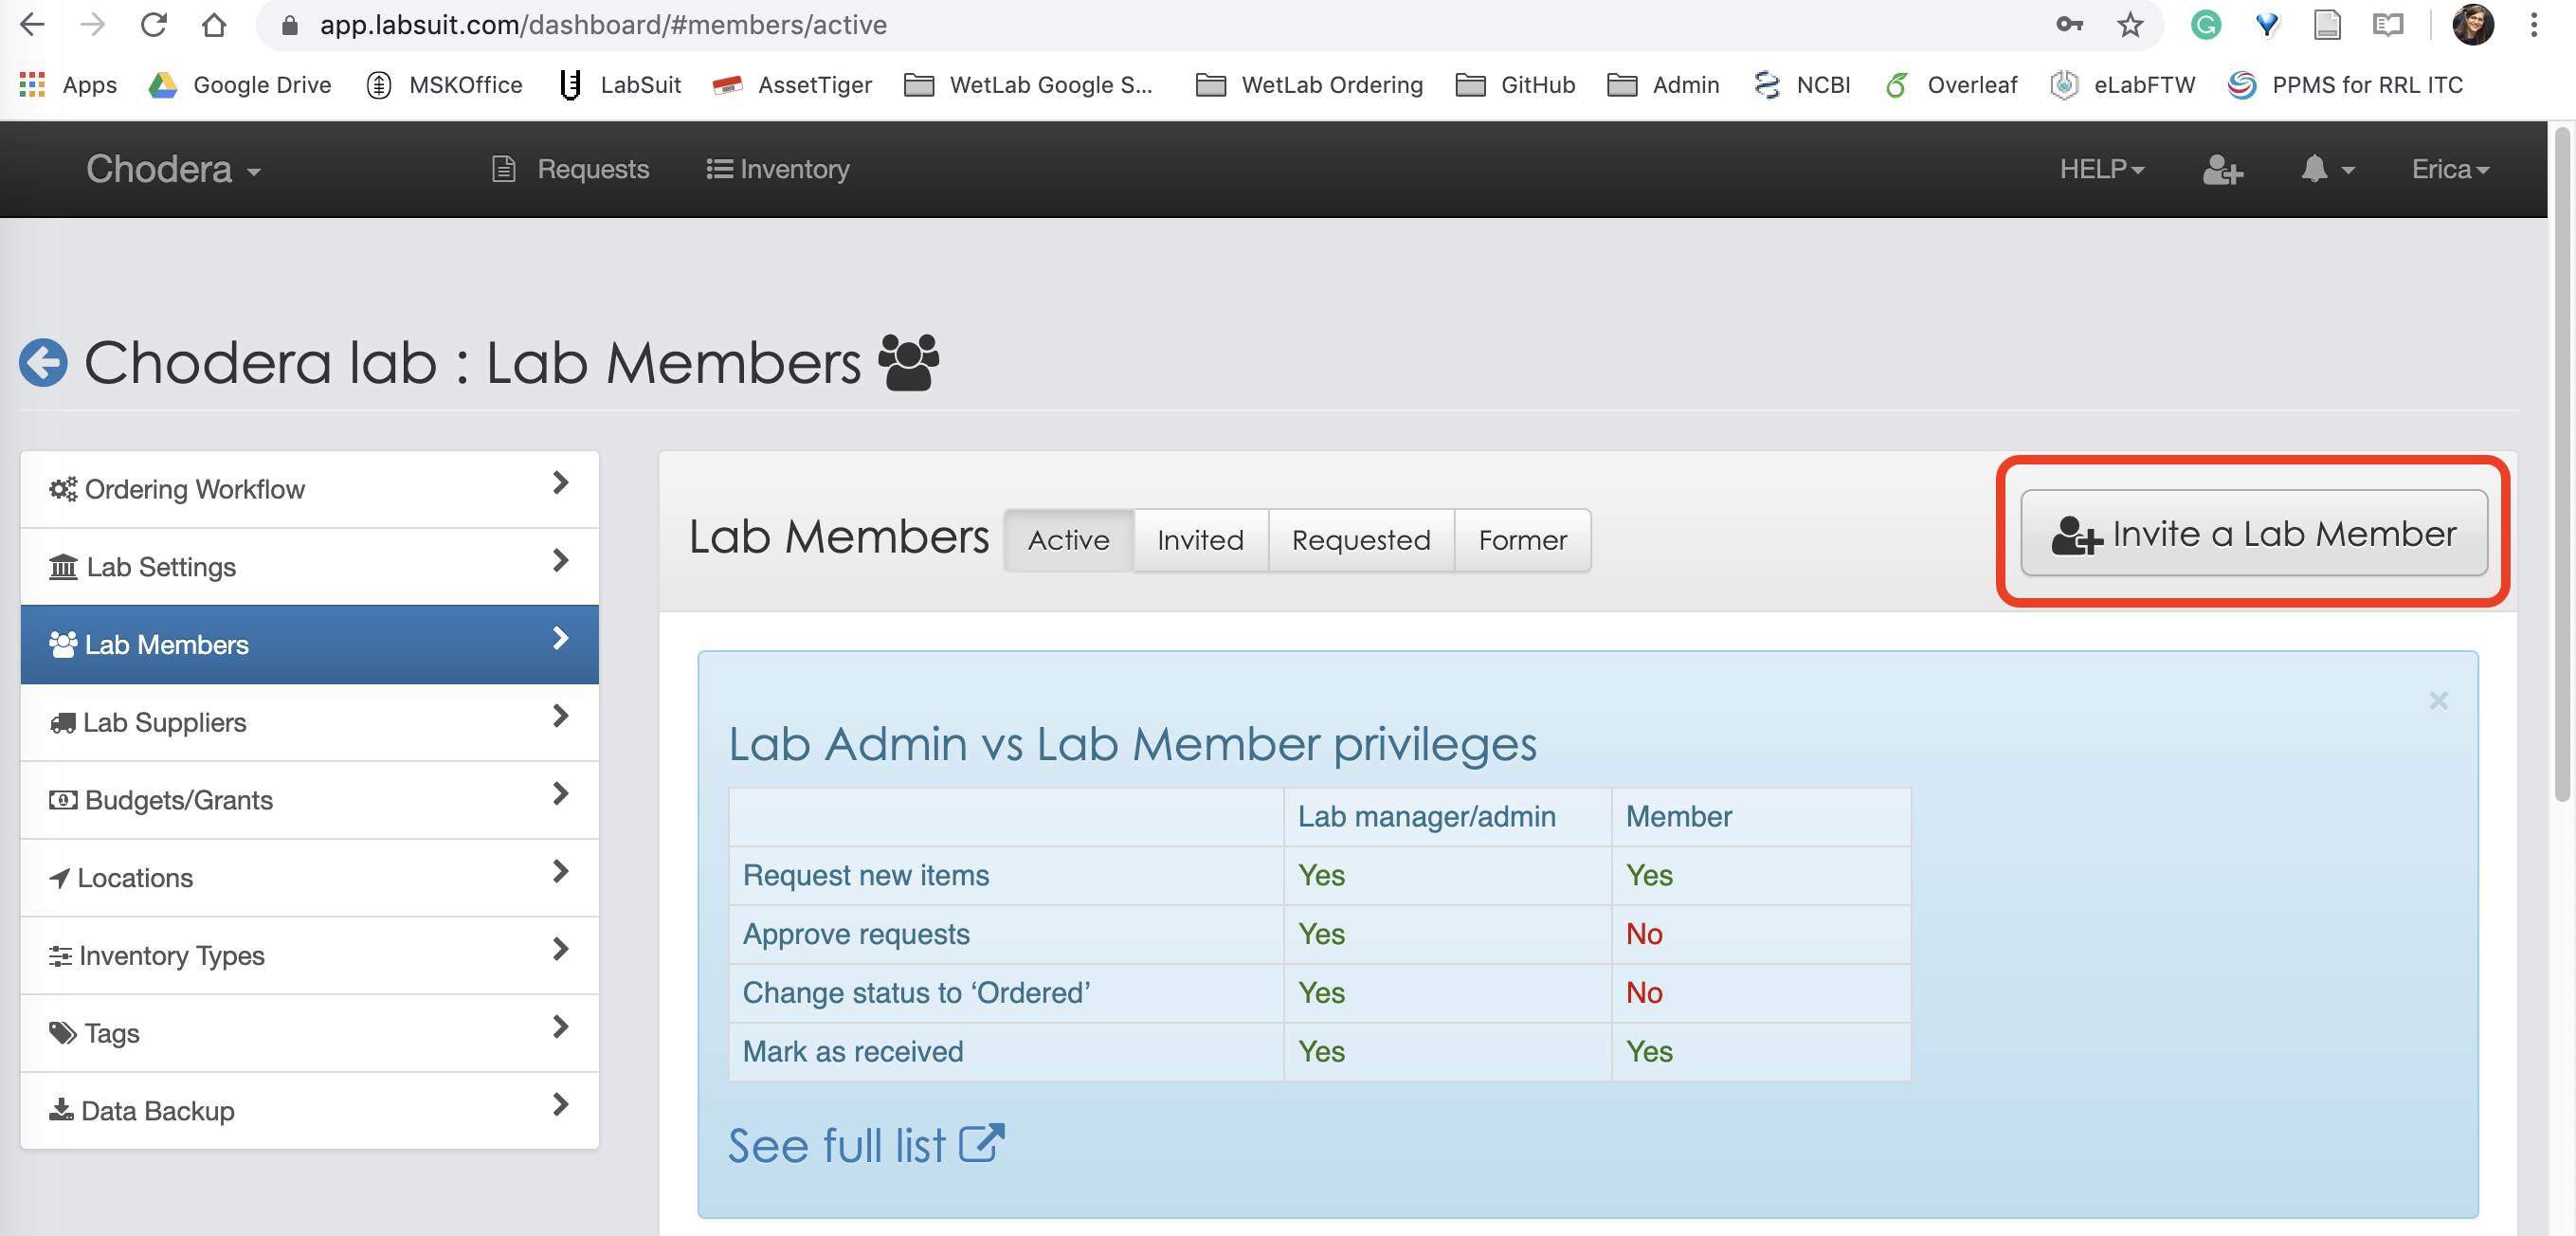 app.labsuit.com/dashboard/#members/active
Apps Google Drive MSKOffice LabSuit AssetTiger WetLab Google S... WetLab Ordering GitHub Admin NCBI Overleaf eLabFTW PPMS for RRL ITC
Chodera Requests Inventory HELP Erica
Chodera lab : Lab Members
Ordering Workflow
Lab Settings
Lab Members
Lab Suppliers
Budgets/Grants
Locations
Inventory Types
Tags
Data Backup
Lab Members Active Invited Requested Former Invite a Lab Member
×
Lab Admin vs Lab Member privileges
Lab manager/admin Member
Request new items Yes Yes
Approve requests Yes No
Change status to ‘Ordered’ Yes No
Mark as received Yes Yes
See full list